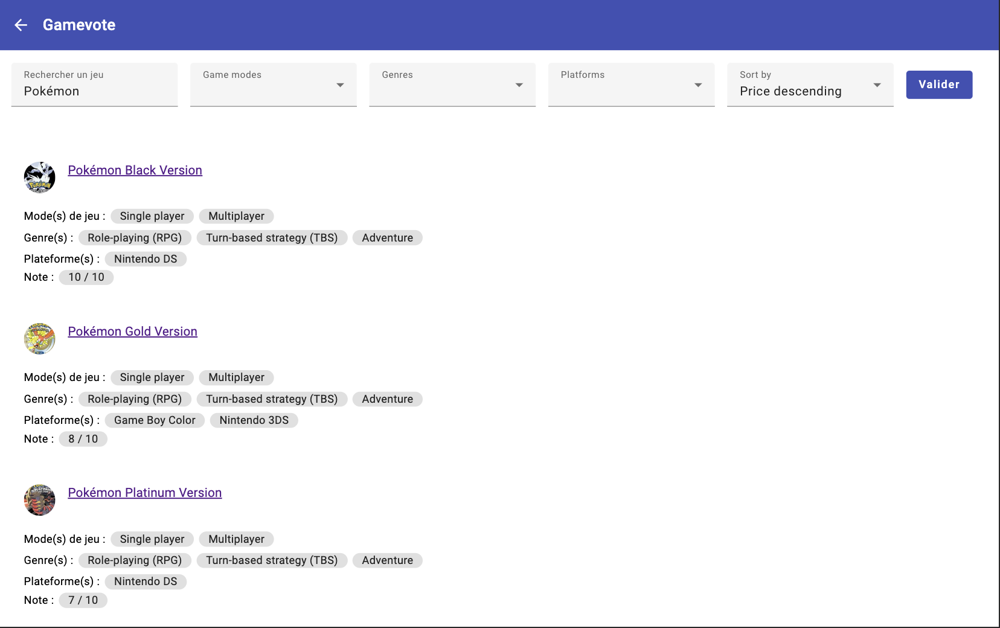 Gamevote
Rechercher un jeu
Pokémon
Game modes
Genres
Platforms
Sort by
Price descending
Valider
Pokémon Black Version
Mode(s) de jeu : Single player Multiplayer
Genre(s) : Role-playing (RPG) Turn-based strategy (TBS) Adventure
Plateforme(s) : Nintendo DS
Note : 10 / 10
Pokémon Gold Version
Mode(s) de jeu : Single player Multiplayer
Genre(s) : Role-playing (RPG) Turn-based strategy (TBS) Adventure
Plateforme(s) : Game Boy Color Nintendo 3DS
Note : 8 / 10
Pokémon Platinum Version
Mode(s) de jeu : Single player Multiplayer
Genre(s) : Role-playing (RPG) Turn-based strategy (TBS) Adventure
Plateforme(s) : Nintendo DS
Note : 7 / 10